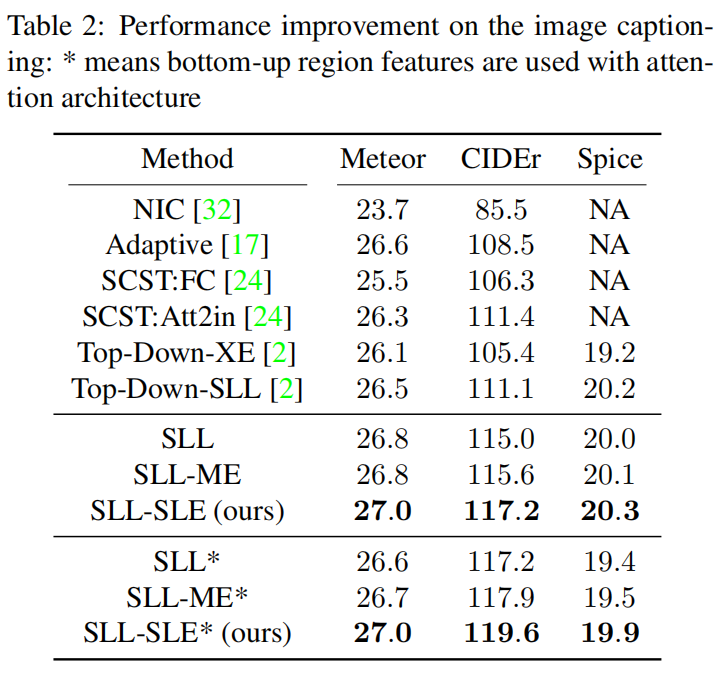 Table 2: Performance improvement on the image caption-
ing: * means bottom-up region features are used with atten-
tion architecture
Method Meteor CIDEr Spice
NIC [32] 23.7 85.5 NA
Adaptive [17] 26.6 108.5 NA
SCST:FC [24] 25.5 106.3 NA
SCST:Att2in [24] 26.3 111.4 NA
Top-Down-XE [2] 26.1 105.4 19.2
Top-Down-SLL [2] 26.5 111.1 20.2
SLL 26.8 115.0 20.0
SLL-ME 26.8 115.6 20.1
SLL-SLE (ours) 27.0 117.2 20.3
SLL* 26.6 117.2 19.4
SLL-ME* 26.7 117.9 19.5
SLL-SLE* (ours) 27.0 119.6 19.9